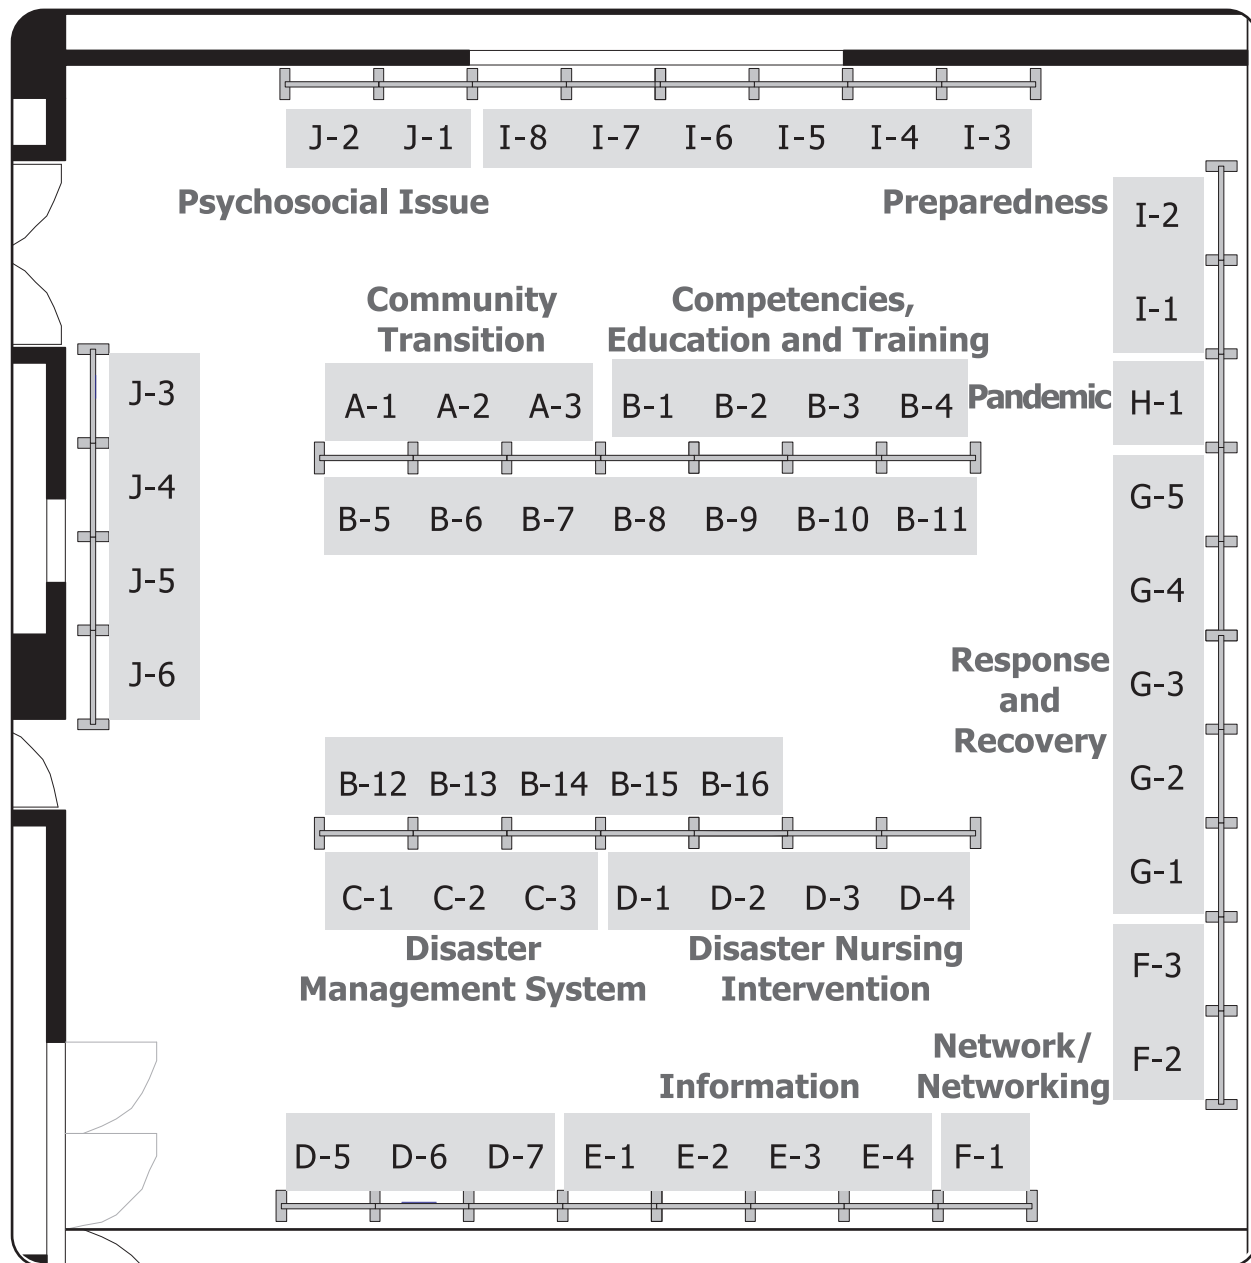 J-2 J-1 I-8 I-7 I-6 I-5 I-4 I-3
Psychosocial Issue
Preparedness
I-2
I-1
Community
Transition
Competencies,
Education and Training
A-1 A-2 A-3 B-1 B-2 B-3 B-4
Pandemic
H-1
J-3
J-4
J-5
J-6
B-5 B-6 B-7 B-8 B-9 B-10 B-11
G-5
G-4
G-3
G-2
G-1
Response
and
Recovery
B-12 B-13 B-14 B-15 B-16
C-1 C-2 C-3 D-1 D-2 D-3 D-4
Disaster
Management System
Disaster Nursing
Intervention
F-3
F-2
Network/
Networking
Information
D-5 D-6 D-7 E-1 E-2 E-3 E-4 F-1